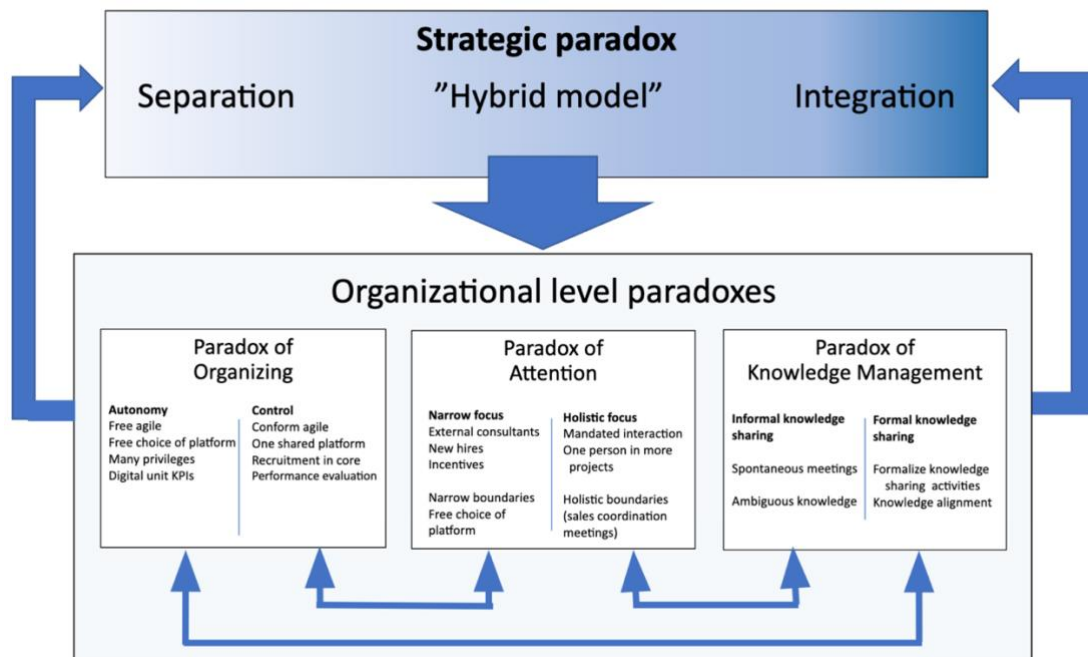 Strategic paradox
Separation
”Hybrid model”
Integration
Organizational level paradoxes
Paradox of
Organizing
Autonomy
Free agile
Free choice of platform
Many privileges
Digital unit KPIs
Control
Conform agile
One shared platform
Recruitment in core
Performance evaluation
Paradox of
Attention
Narrow focus
External consultants
New hires
Incentives
Narrow boundaries
Free choice of
platform
Holistic focus
Mandated interaction
One person in more
projects
Holistic boundaries
(sales coordination
meetings)
Paradox of
Knowledge Management
Informal knowledge
sharing
Spontaneous meetings
Ambiguous knowledge
Formal knowledge
sharing
Formalize knowledge
sharing activities
Knowledge alignment